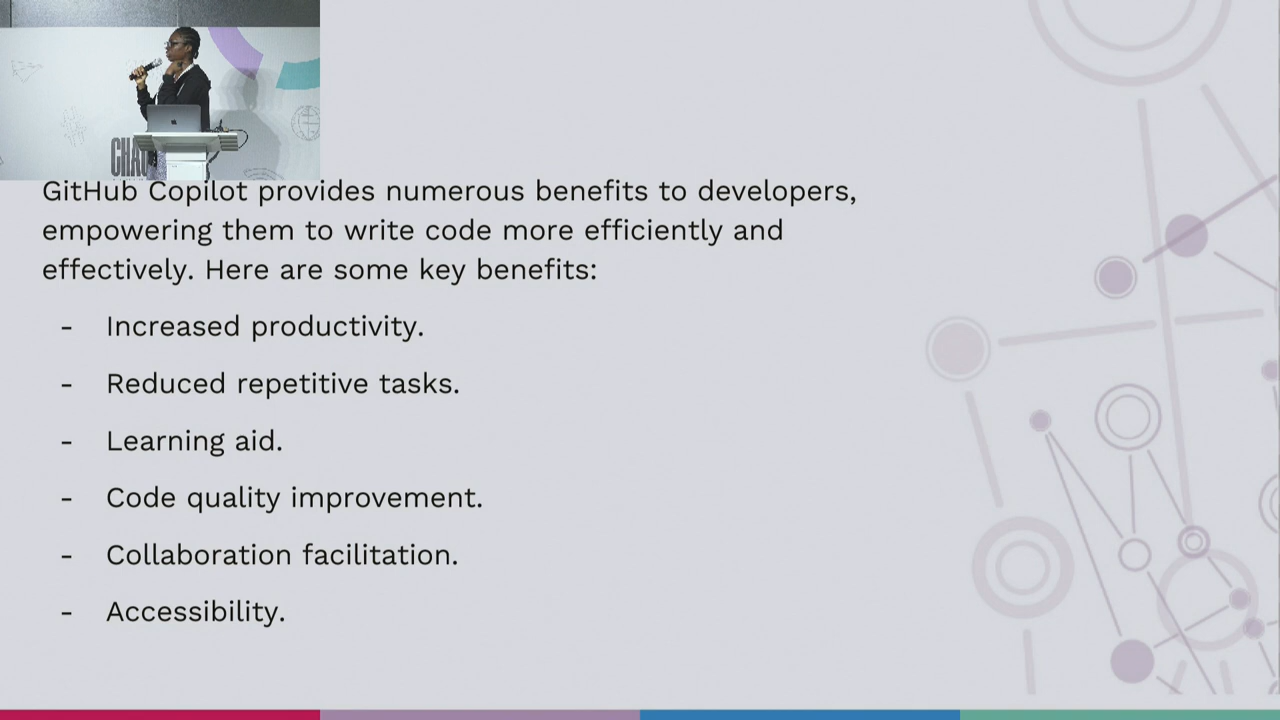 GitHub Copilot provides numerous benefits to developers,
empowering them to write code more efficiently and
effectively. Here are some key benefits:
- Increased productivity.
- Reduced repetitive tasks.
- Learning aid.
- Code quality improvement.
- Collaboration facilitation.
- Accessibility.